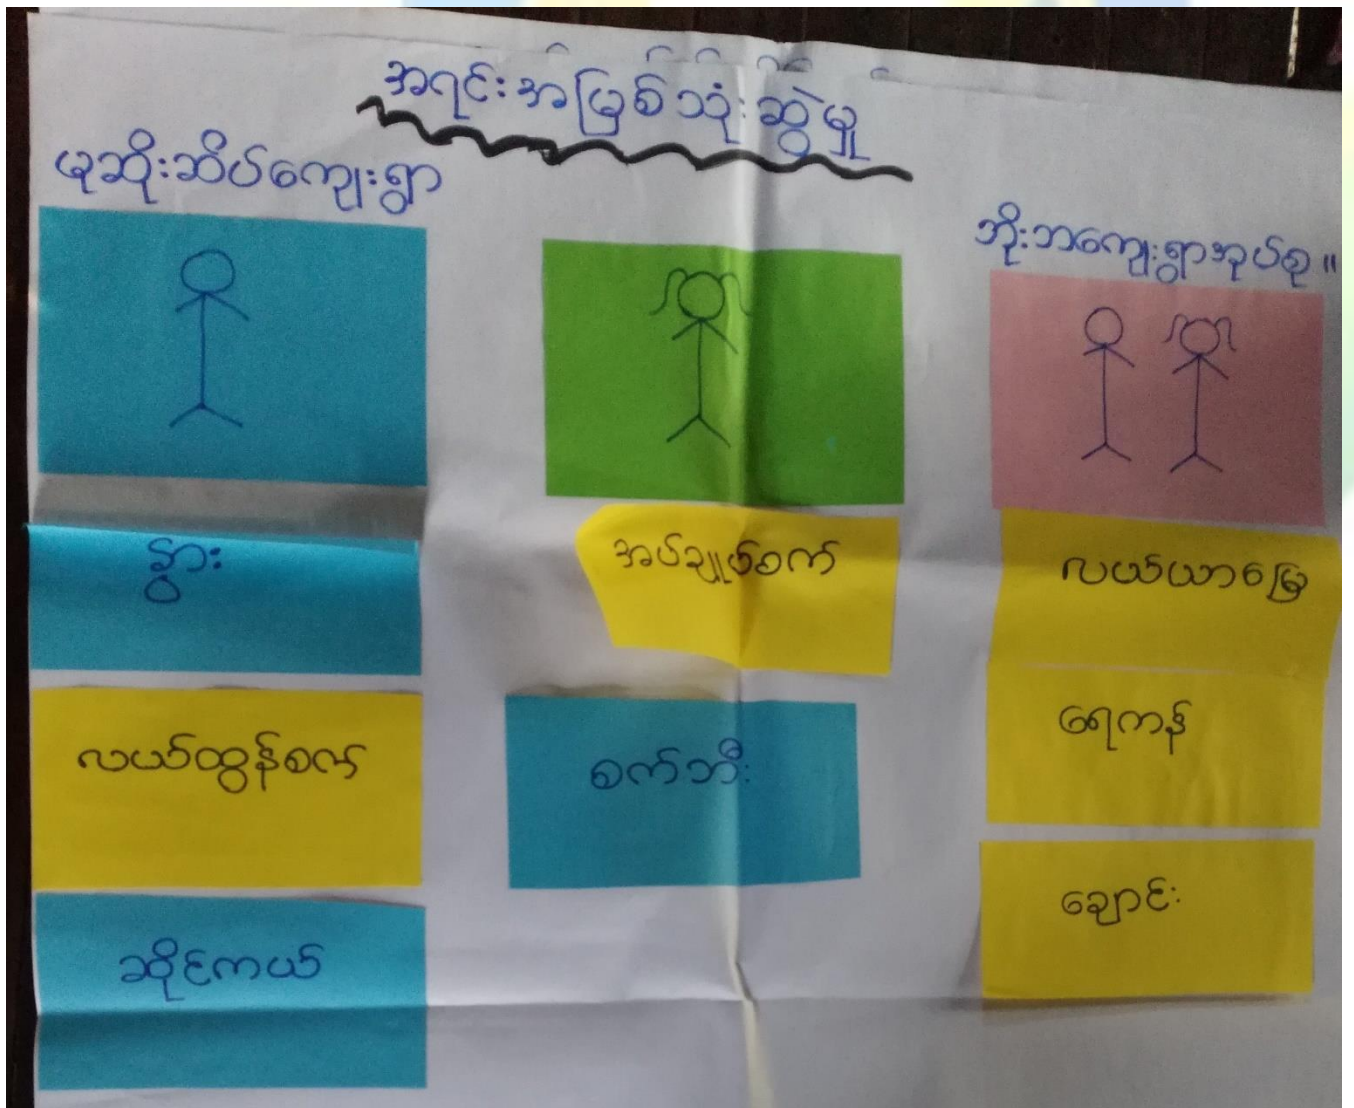 အရင်းအမြစ်သုံးဆွဲမှု
ဖုဆိုးဆိပ်ကျေးရွာ
ဘိုးဘကျေးရွာအုပ်စု။
နွား
လယ်ထွန်စက်
ဆိုင်ကယ်
အပ်ချုပ်စက်
စက်ဘီး
လယ်ယာမြေ
ရေကန်
ချောင်း